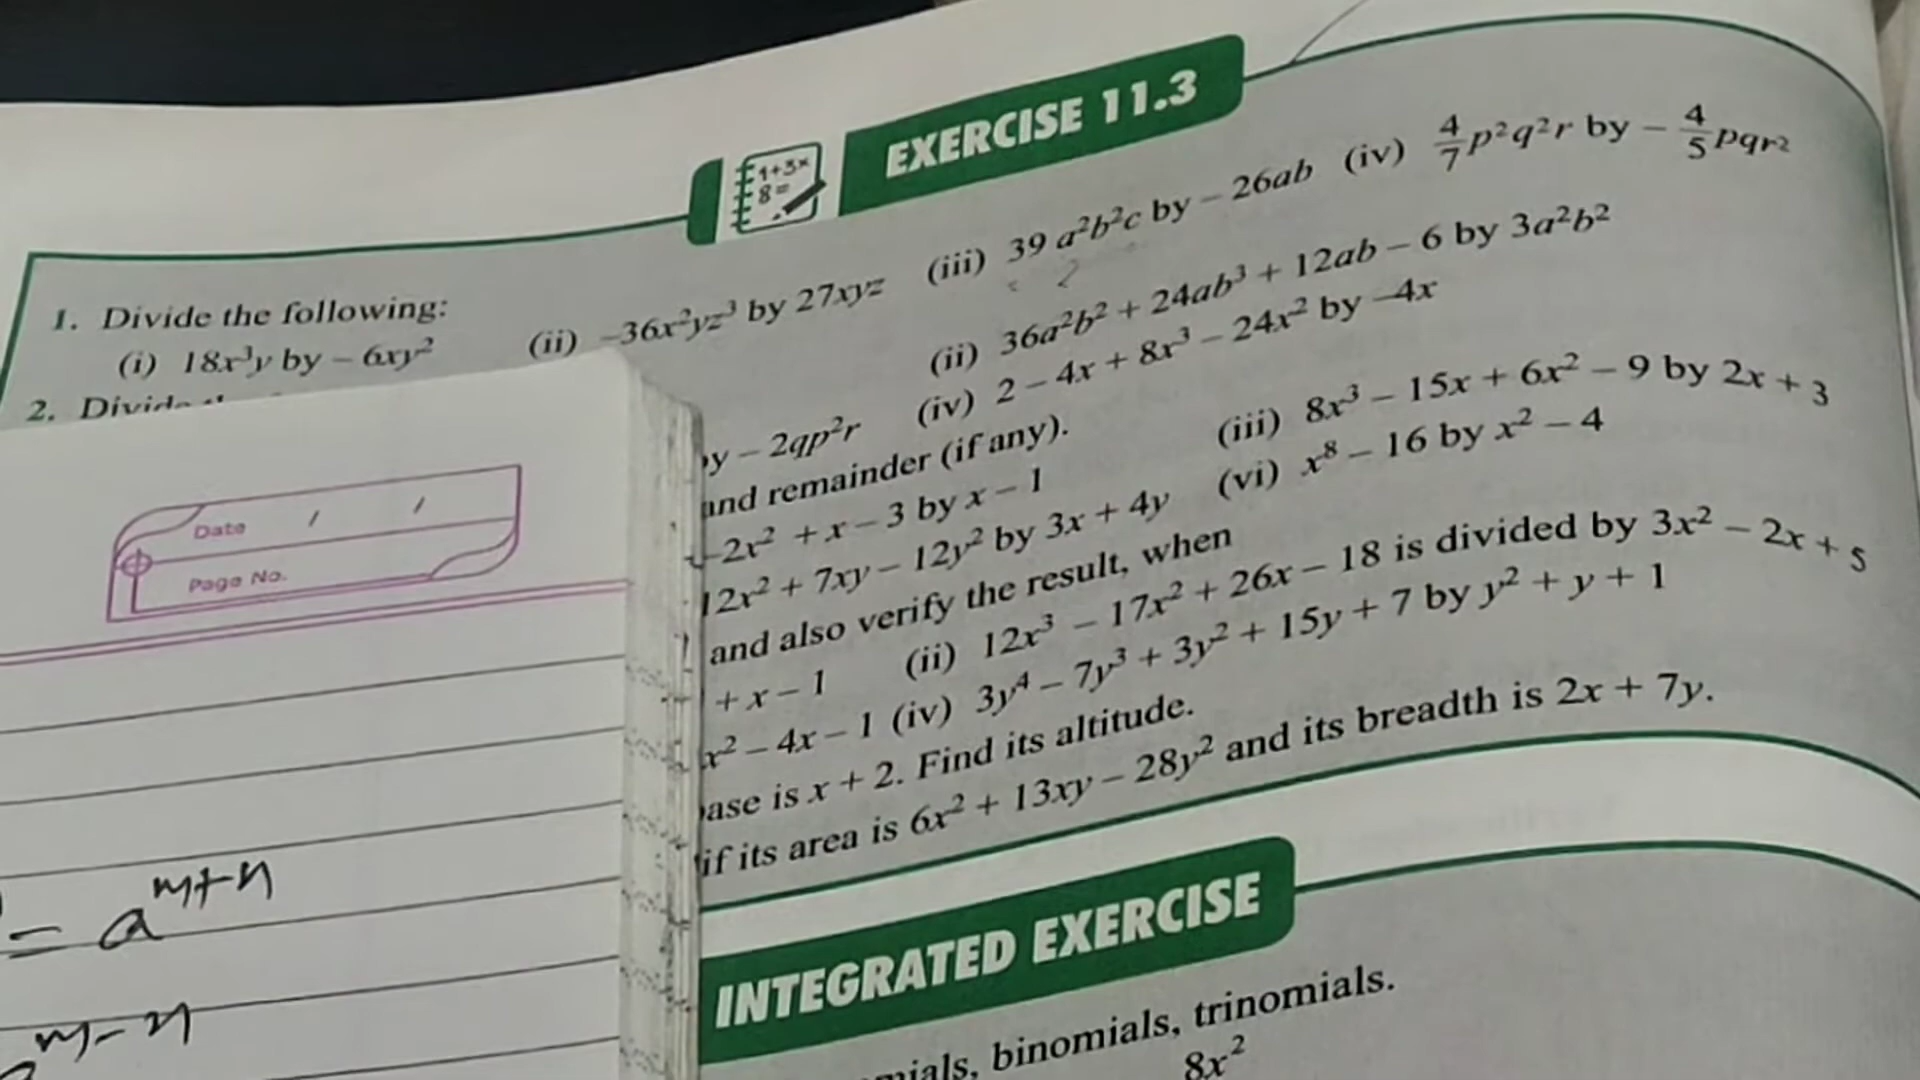 1+3x
8=
EXERCISE 11.3
1. Divide the following:
(i) 18x³y by – 6xy² (ii) –36x²yz³ by 27xyz (iii) 39 a²b²c by – 26ab (iv) 4/7 p²q²r by – 4/5 pqr²
2.
(ii) 36a²b² + 24ab³ + 12ab – 6 by 3a²b²
– 2qp²r (iv) 2 – 4x + 8x³ – 24x² by –4x
and remainder (if any).
2x² + x – 3 by x – 1 (iii) 8x³ – 15x + 6x² – 9 by 2x + 3
12x² + 7xy – 12y² by 3x + 4y (vi) x⁸ – 16 by x² – 4
and also verify the result, when
+ x – 1 (ii) 12x³ – 17x² + 26x – 18 is divided by 3x² – 2x + 5
x² – 4x – 1 (iv) 3y⁴ – 7y³ + 3y² + 15y + 7 by y² + y + 1
is x + 2. Find its altitude.
if its area is 6x² + 13xy – 28y² and its breadth is 2x + 7y.
INTEGRATED EXERCISE
binomials, trinomials.
8x²
Date / /
Page No.
= a^m+n
m-n